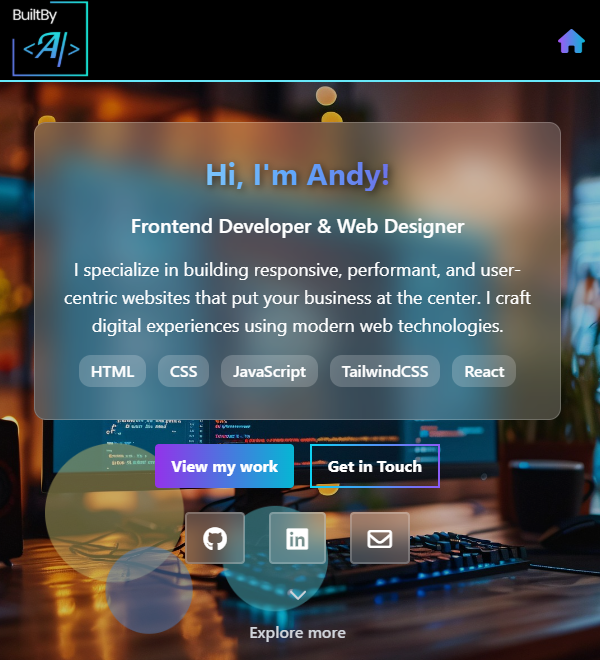 BuiltBy
<A|>
Hi, I'm Andy!
Frontend Developer & Web Designer
I specialize in building responsive, performant, and user-
centric websites that put your business at the center. I craft
digital experiences using modern web technologies.
HTML CSS JavaScript TailwindCSS React
View my work Get in Touch
in
Explore more